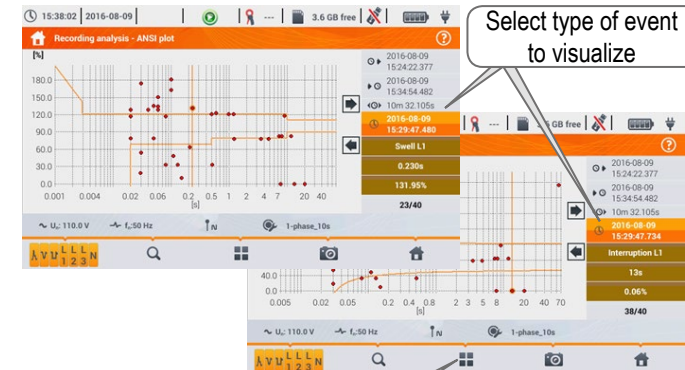 15:38:02 2016-08-09 --- 3.6 GB free
Select type of event
to visualize
Recording analysis - ANSI plot
[%]
180.0
150.0
120.0
90.0
60.0
30.0
0.0
0.001 0.004 0.02 0.06 0.2 0.5 1 2 4 7 20 40
[s]
2016-08-09
15:24:22.377
2016-08-09
15:34:54.482
10m 32.105s
2016-08-09
15:29:47.480
Swell L1
0.230s
131.95%
23/40
Uₙ: 110.0 V fₙ:50 Hz N 1-phase_10s
L L L N
1 2 3
--- GB free
2016-08-09
15:24:22.377
2016-08-09
15:34:54.482
10m 32.105s
2016-08-09
15:29:47.734
Interruption L1
13s
0.06%
38/40
40.0
0.0
0.005 0.02 0.05 0.2 0.4 0.8 2 3 5 8 20 40 70
[s]
Uₙ: 110.0 V fₙ:50 Hz N 1-phase_10s
L L L N
1 2 3